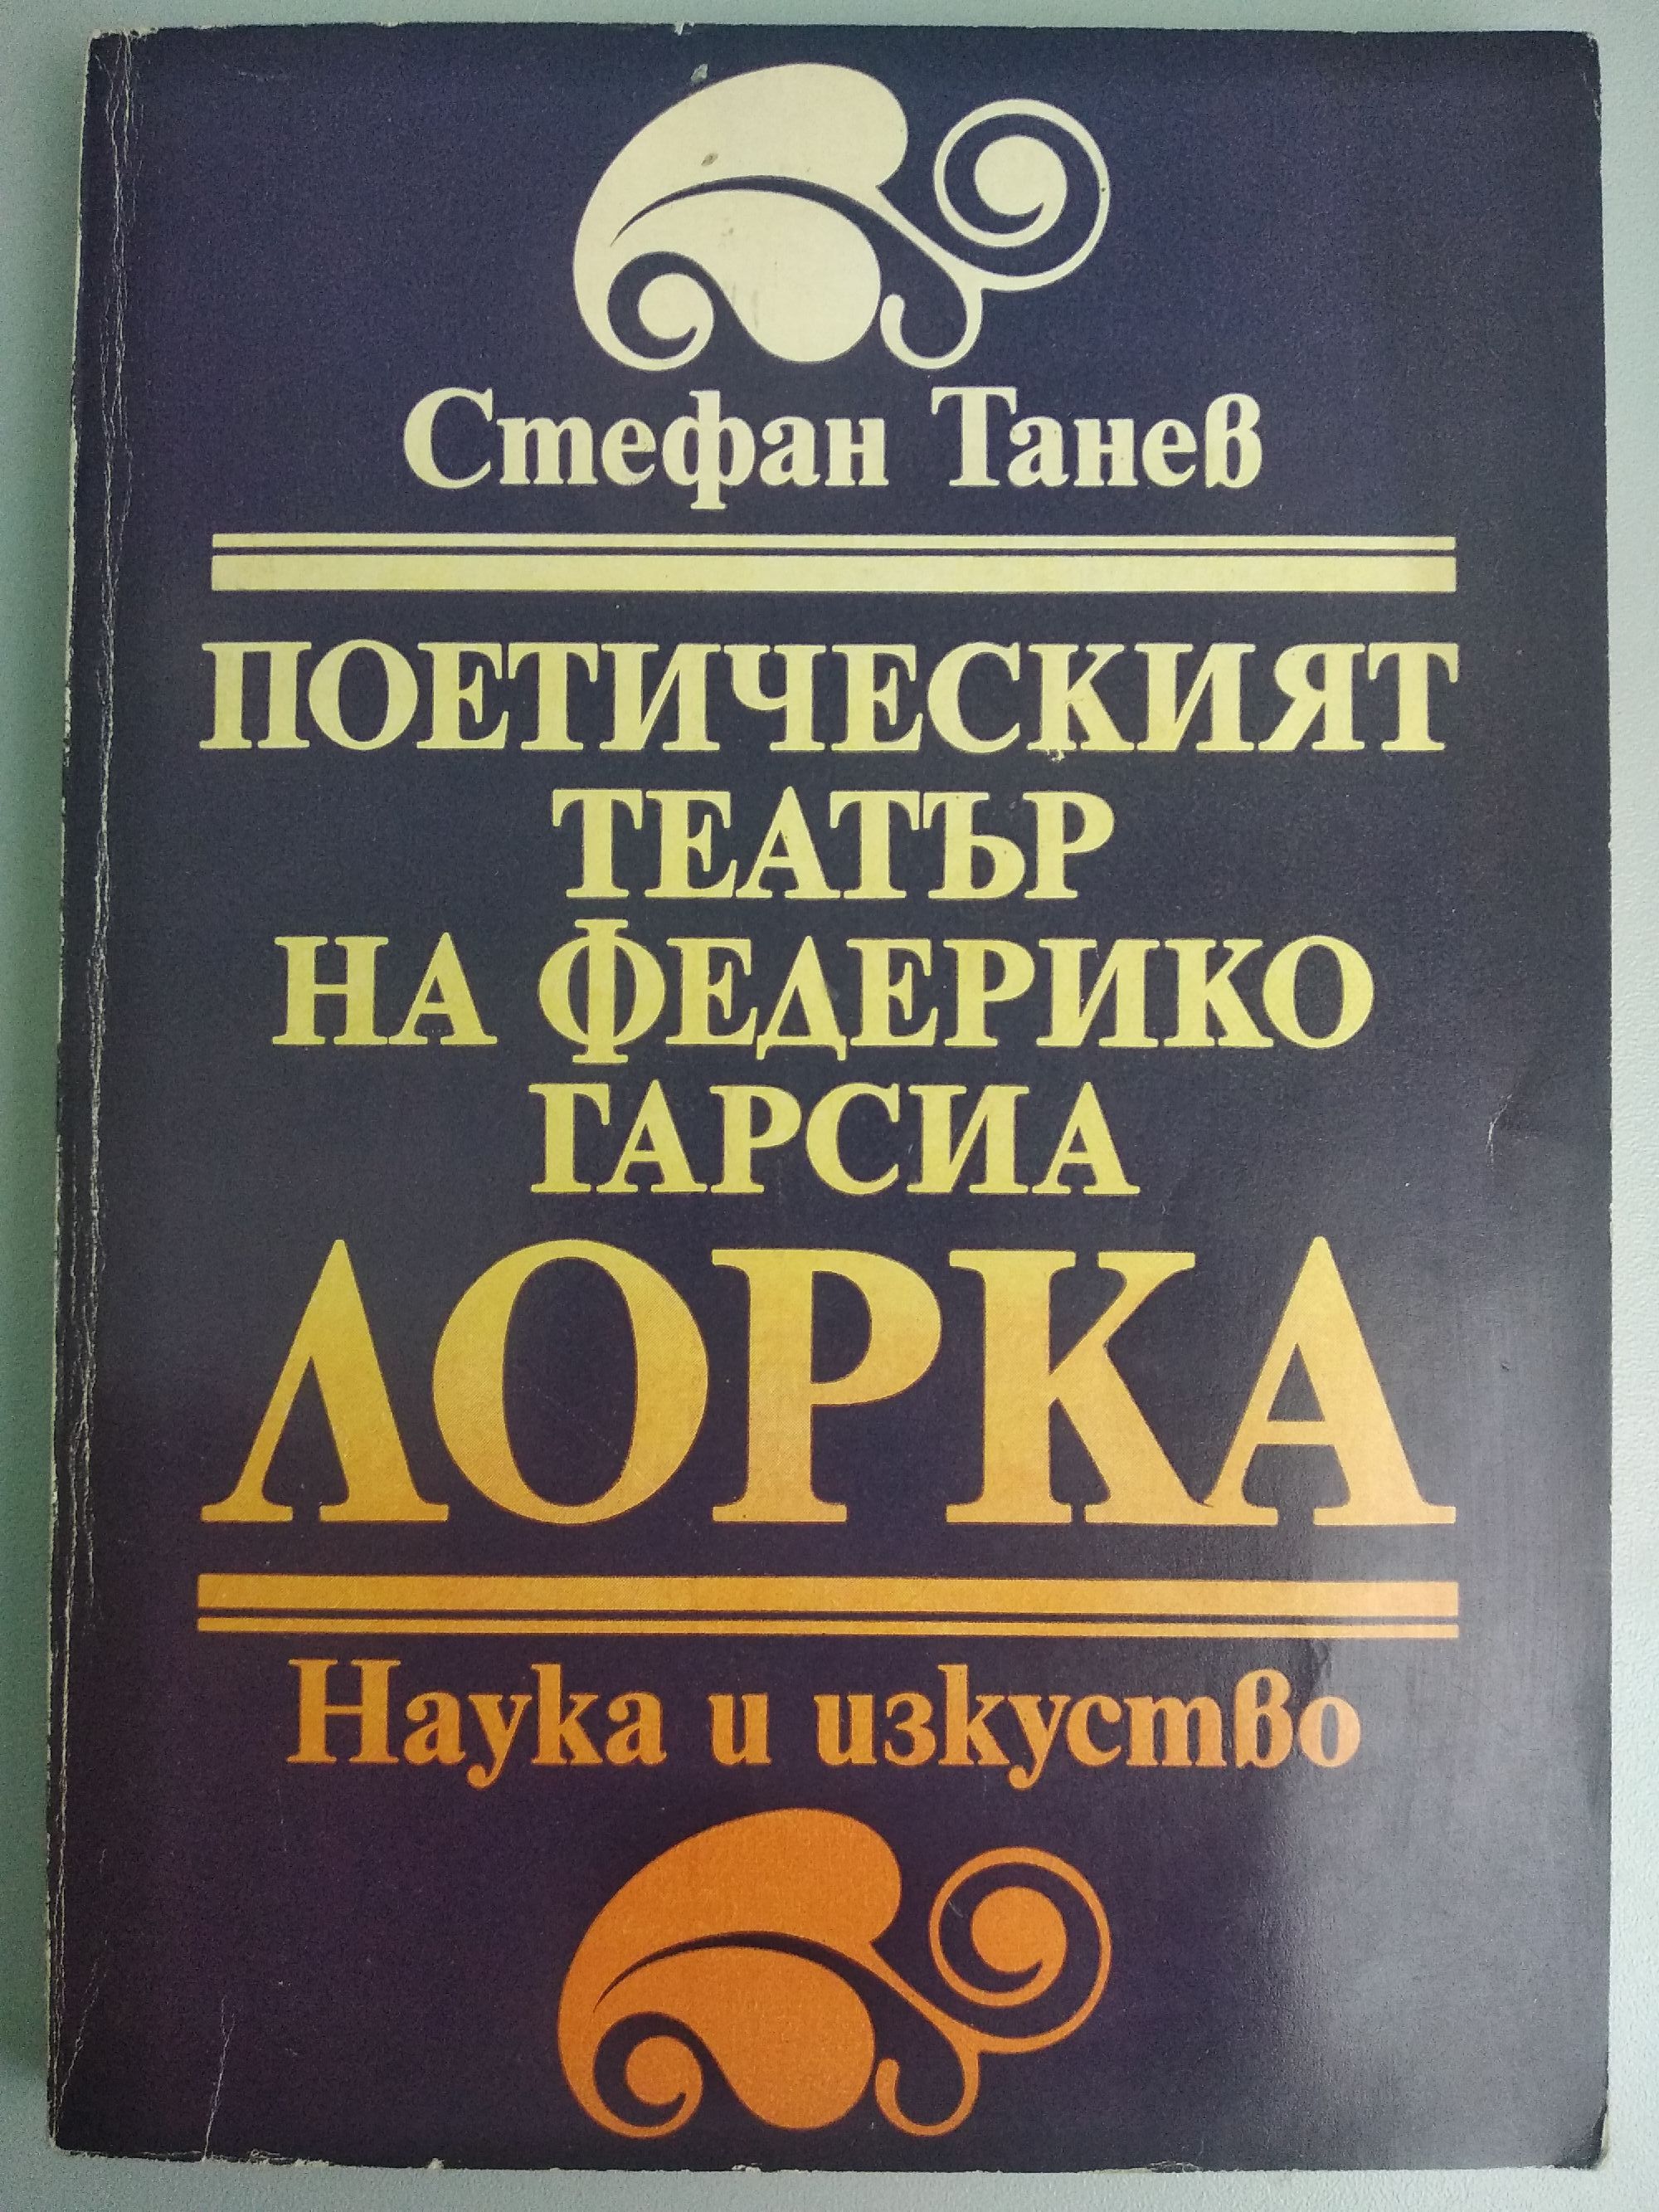 Стефан Танев
ПОЕТИЧЕСКИЯТ
ТЕАТЪР
НА ФЕДЕРИКО
ГАРСИА
ЛОРКА
Наука и изкуство